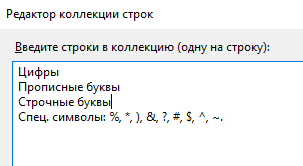 Редактор коллекции строк
Введите строки в коллекцию (одну на строку):
Цифры
Прописные буквы
Строчные буквы
Спец. символы: %, *, ), &, ?, #, $, ^, ~.